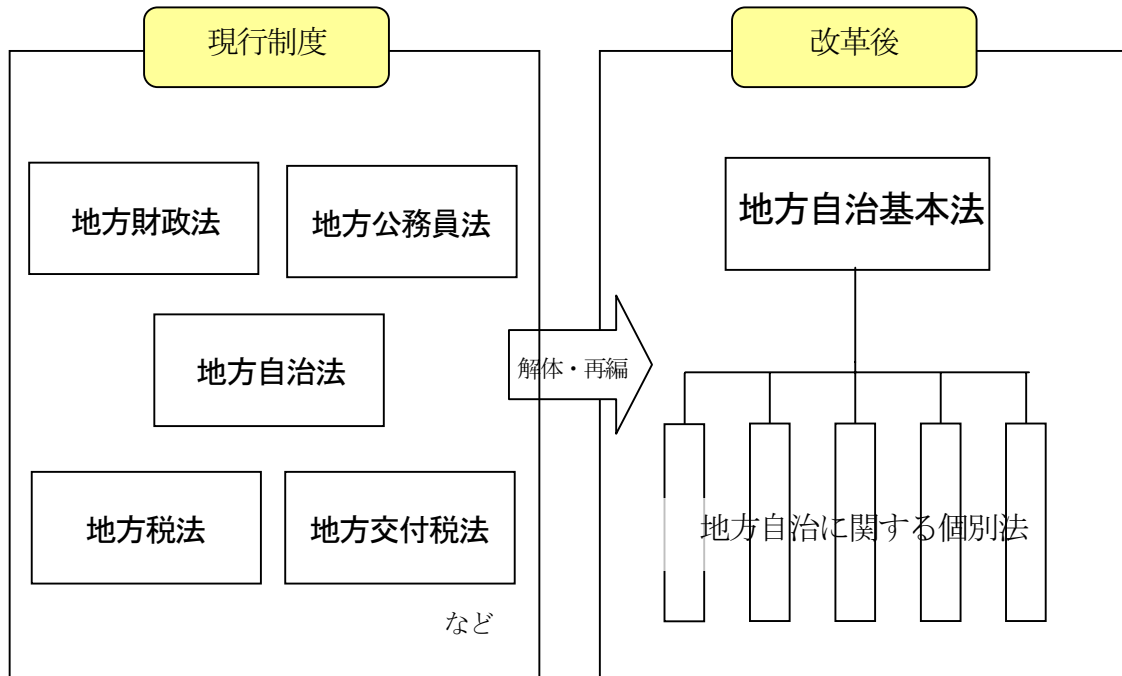 現行制度
地方財政法
地方公務員法
地方自治法
地方税法
地方交付税法
など
解体・再編
改革後
地方自治基本法
地方自治に関する個別法